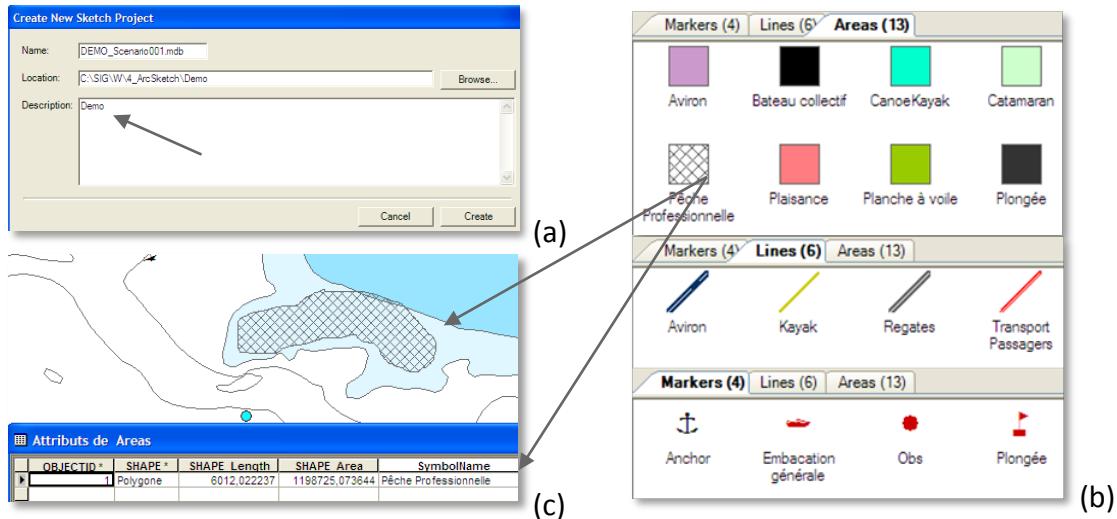 Create New Sketch Project
Name:
DEMO_Scenario001.mdb
Location:
C:\SIG\W\4_ArcSketch\Demo
Browse...
Description:
Demo
Cancel
Create
(a)
Markers (4)
Lines (6)
Areas (13)
Aviron
Bateau collectif
CanoeKayak
Catamaran
Pêche
Professionnelle
Plaisance
Planche à voile
Plongée
Markers (4)
Lines (6)
Areas (13)
Aviron
Kayak
Regates
Transport
Passagers
Markers (4)
Lines (6)
Areas (13)
Anchor
Embacation
générale
Obs
Plongée
(b)
Attributs de Areas
OBJECTID *
SHAPE *
SHAPE_Length
SHAPE_Area
SymbolName
1
Polygone
6012,022237
1198725,073644
Pêche Professionnelle
(c)